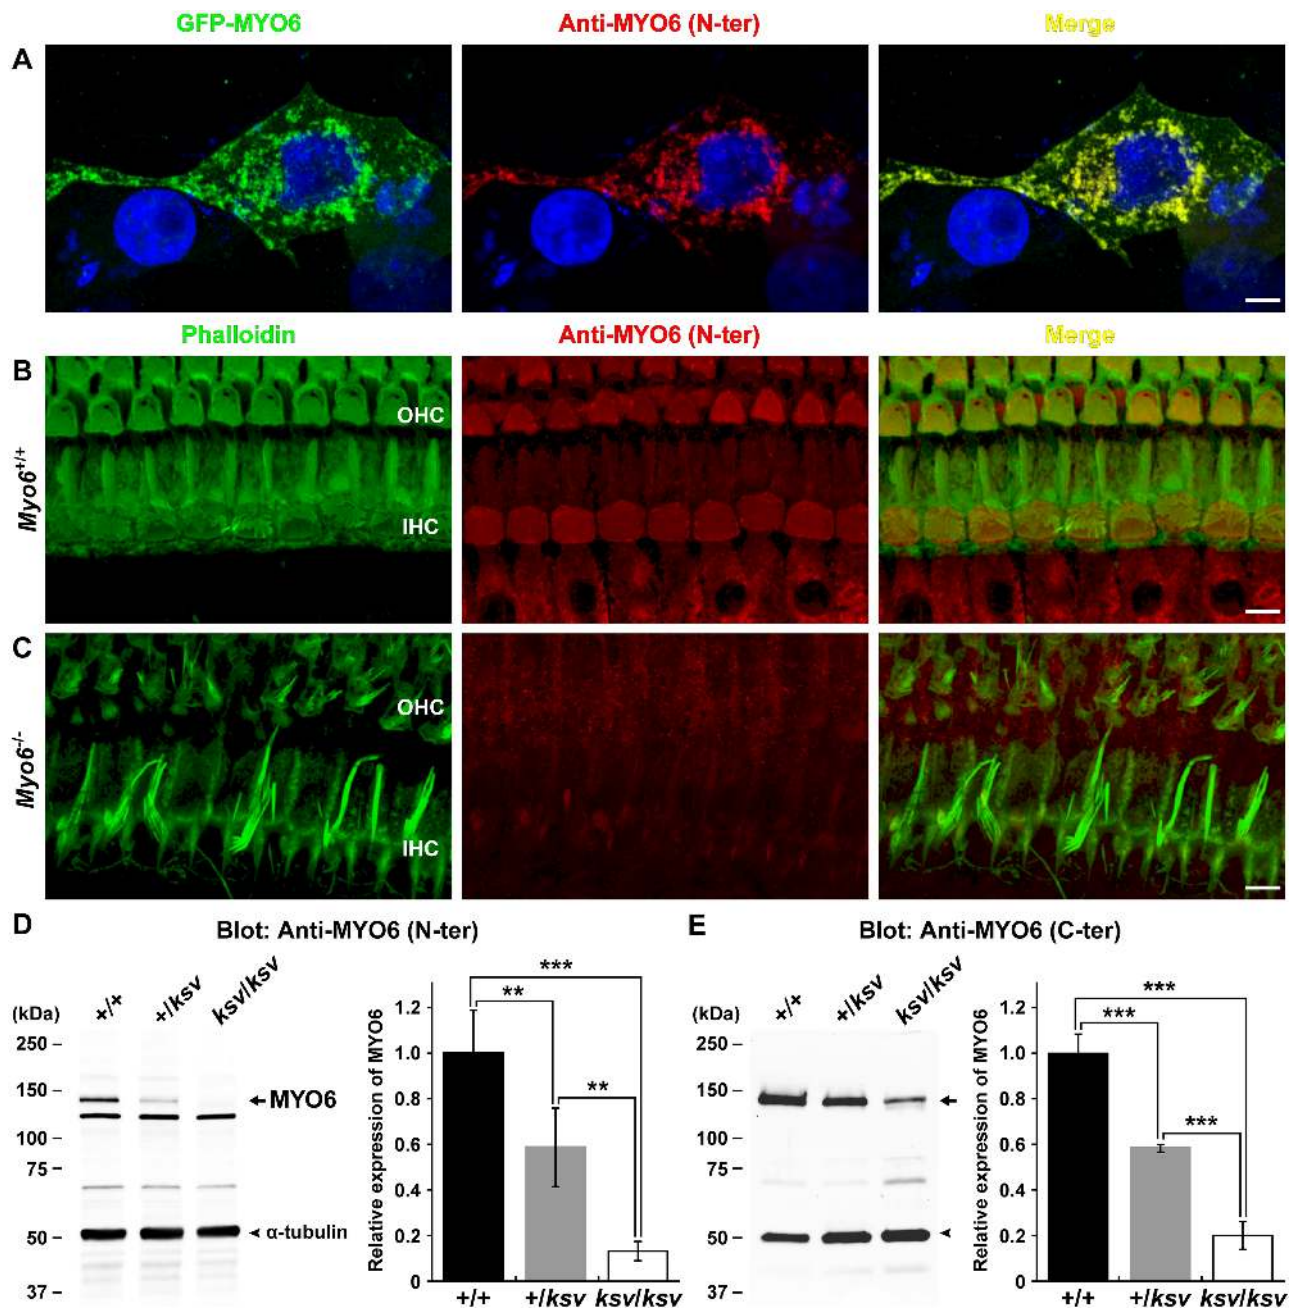 GFP-MYO6 Anti-MYO6 (N-ter) Merge
A
Phalloidin Anti-MYO6 (N-ter) Merge
B
OHC
Myo6+/+
IHC
C
OHC
Myo6-/-
IHC
D Blot: Anti-MYO6 (N-ter)
(kDa) +/+ +/ksv ksv/ksv
250
150
MYO6
100
75
50
α-tubulin
37
Relative expression of MYO6
1.2
1.0
0.8
0.6
0.4
0.2
0
*** ** **
+/+ +/ksv ksv/ksv
E Blot: Anti-MYO6 (C-ter)
(kDa) +/+ +/ksv ksv/ksv
250
150
100
75
50
37
Relative expression of MYO6
1.2
1.0
0.8
0.6
0.4
0.2
0
*** *** ***
+/+ +/ksv ksv/ksv